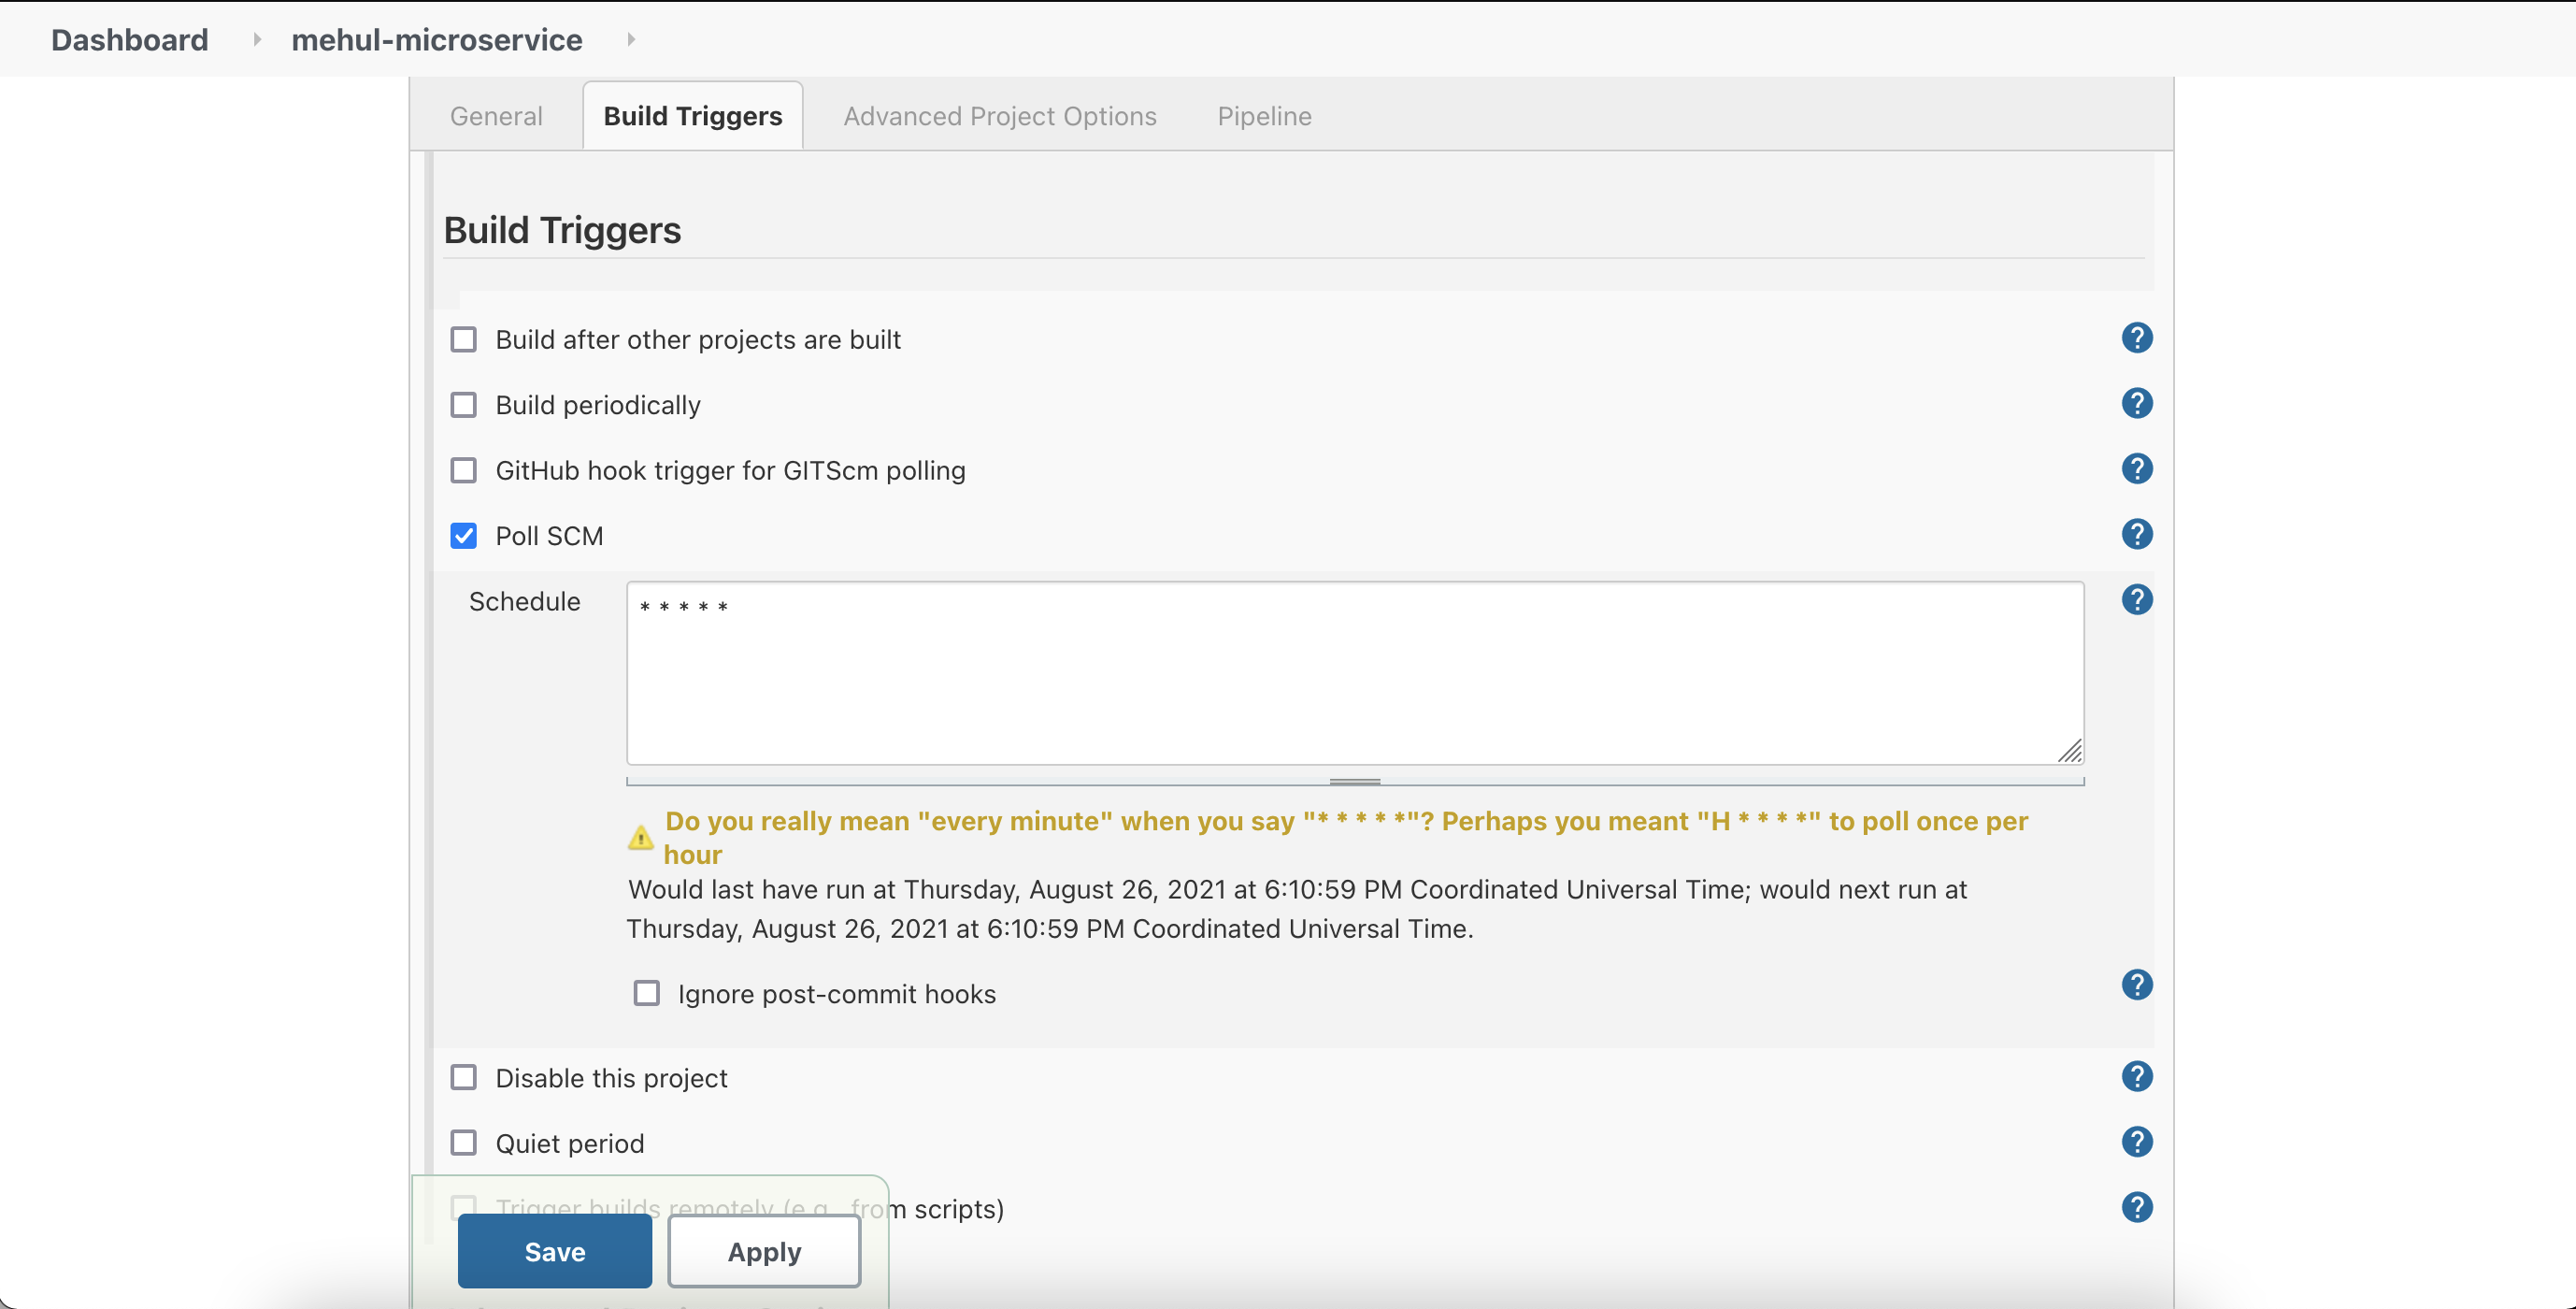 Dashboard mehul-microservice
General Build Triggers Advanced Project Options Pipeline
Build Triggers
Build after other projects are built
Build periodically
GitHub hook trigger for GITScm polling
Poll SCM
Schedule * * * * *
Do you really mean "every minute" when you say "* * * * *"? Perhaps you meant "H * * * *" to poll once per
hour
Would last have run at Thursday, August 26, 2021 at 6:10:59 PM Coordinated Universal Time; would next run at
Thursday, August 26, 2021 at 6:10:59 PM Coordinated Universal Time.
Ignore post-commit hooks
Disable this project
Quiet period
Trigger builds remotely (e.g., from scripts)
Save Apply